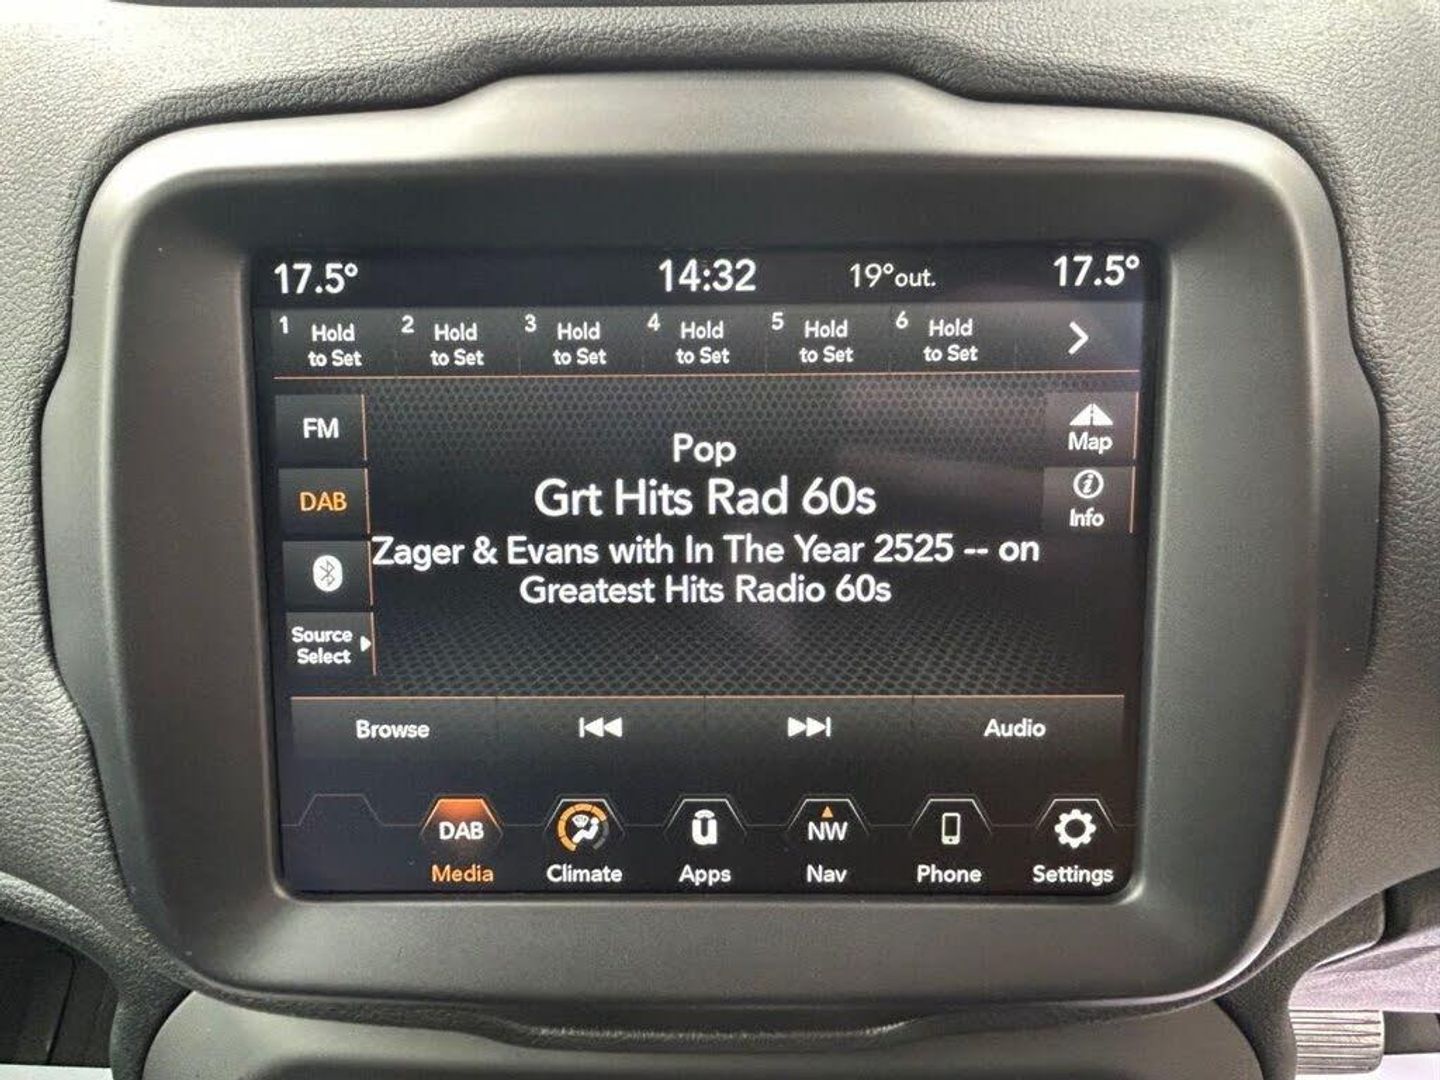 17.5° 14:32 19°out. 17.5°
1 Hold to Set
2 Hold to Set
3 Hold to Set
4 Hold to Set
5 Hold to Set
6 Hold to Set
FM
DAB
Source
Select
Pop
Grt Hits Rad 60s
Zager & Evans with In The Year 2525 -- on
Greatest Hits Radio 60s
Map
i
Info
Browse
Audio
DAB
Media
Climate
u
Apps
NW
Nav
Phone
Settings